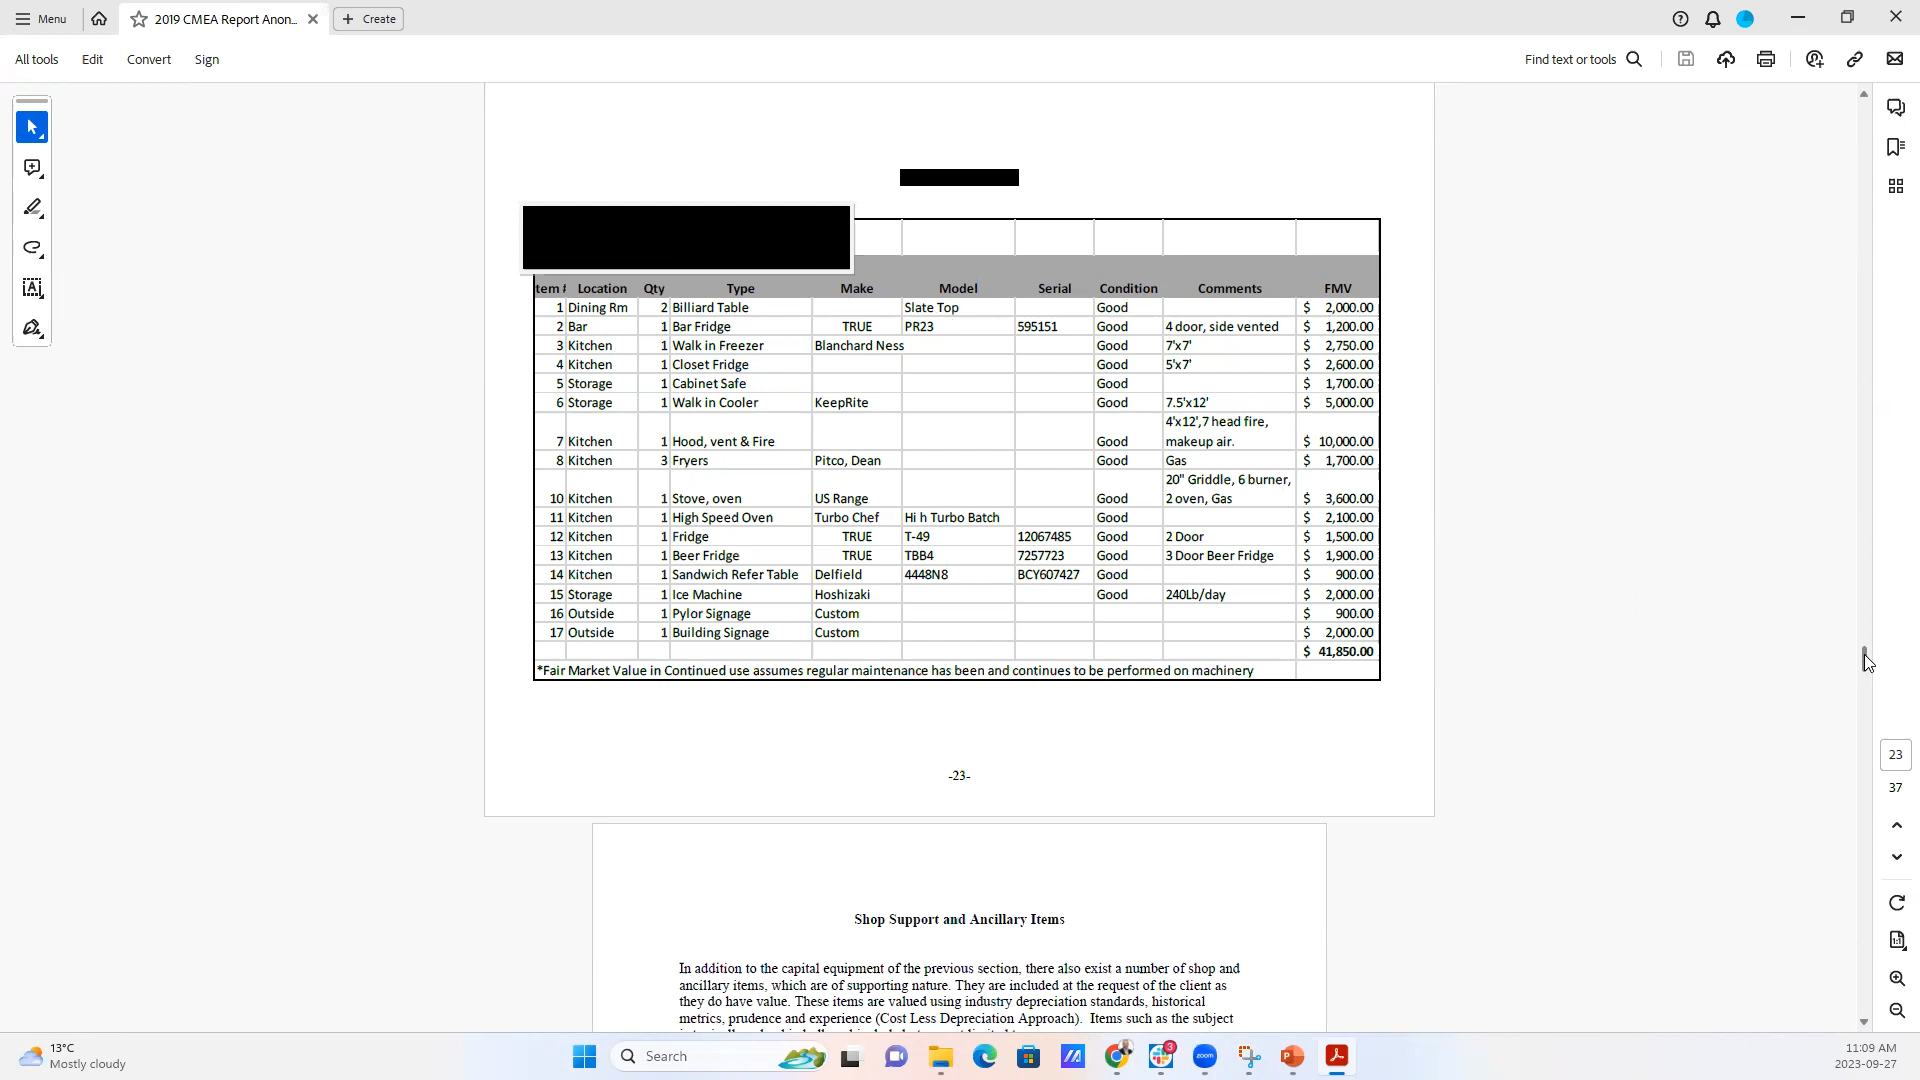 Menu
2019 CMEA Report Anon...
Create
All tools Edit Convert Sign
Find text or tools
tem # Location Qty Type Make Model Serial Condition Comments FMV
1 Dining Rm 2 Billiard Table Slate Top Good $ 2,000.00
2 Bar 1 Bar Fridge TRUE PR23 595151 Good 4 door, side vented $ 1,200.00
3 Kitchen 1 Walk in Freezer Blanchard Ness Good 7'x7' $ 2,750.00
4 Kitchen 1 Closet Fridge Good 5'x7' $ 2,600.00
5 Storage 1 Cabinet Safe Good $ 1,700.00
6 Storage 1 Walk in Cooler KeepRite Good 7.5'x12' $ 5,000.00
4'x12',7 head fire,
7 Kitchen 1 Hood, vent & Fire Good makeup air. $ 10,000.00
8 Kitchen 3 Fryers Pitco, Dean Good Gas $ 1,700.00
20" Griddle, 6 burner,
10 Kitchen 1 Stove, oven US Range Good 2 oven, Gas $ 3,600.00
11 Kitchen 1 High Speed Oven Turbo Chef Hi h Turbo Batch Good $ 2,100.00
12 Kitchen 1 Fridge TRUE T-49 12067485 Good 2 Door $ 1,500.00
13 Kitchen 1 Beer Fridge TRUE TBB4 7257723 Good 3 Door Beer Fridge $ 1,900.00
14 Kitchen 1 Sandwich Refer Table Delfield 4448N8 BCY607427 Good $ 900.00
15 Storage 1 Ice Machine Hoshizaki Good 240Lb/day $ 2,000.00
16 Outside 1 Pylor Signage Custom $ 900.00
17 Outside 1 Building Signage Custom $ 2,000.00
$ 41,850.00
*Fair Market Value in Continued use assumes regular maintenance has been and continues to be performed on machinery
-23-
23
37
Shop Support and Ancillary Items
In addition to the capital equipment of the previous section, there also exist a number of shop and
ancillary items, which are of supporting nature. They are included at the request of the client as
they do have value. These items are valued using industry depreciation standards, historical
metrics, prudence and experience (Cost Less Depreciation Approach). Items such as the subject
13°C
Mostly cloudy
Search
3
zoom
11:09 AM
2023-09-27